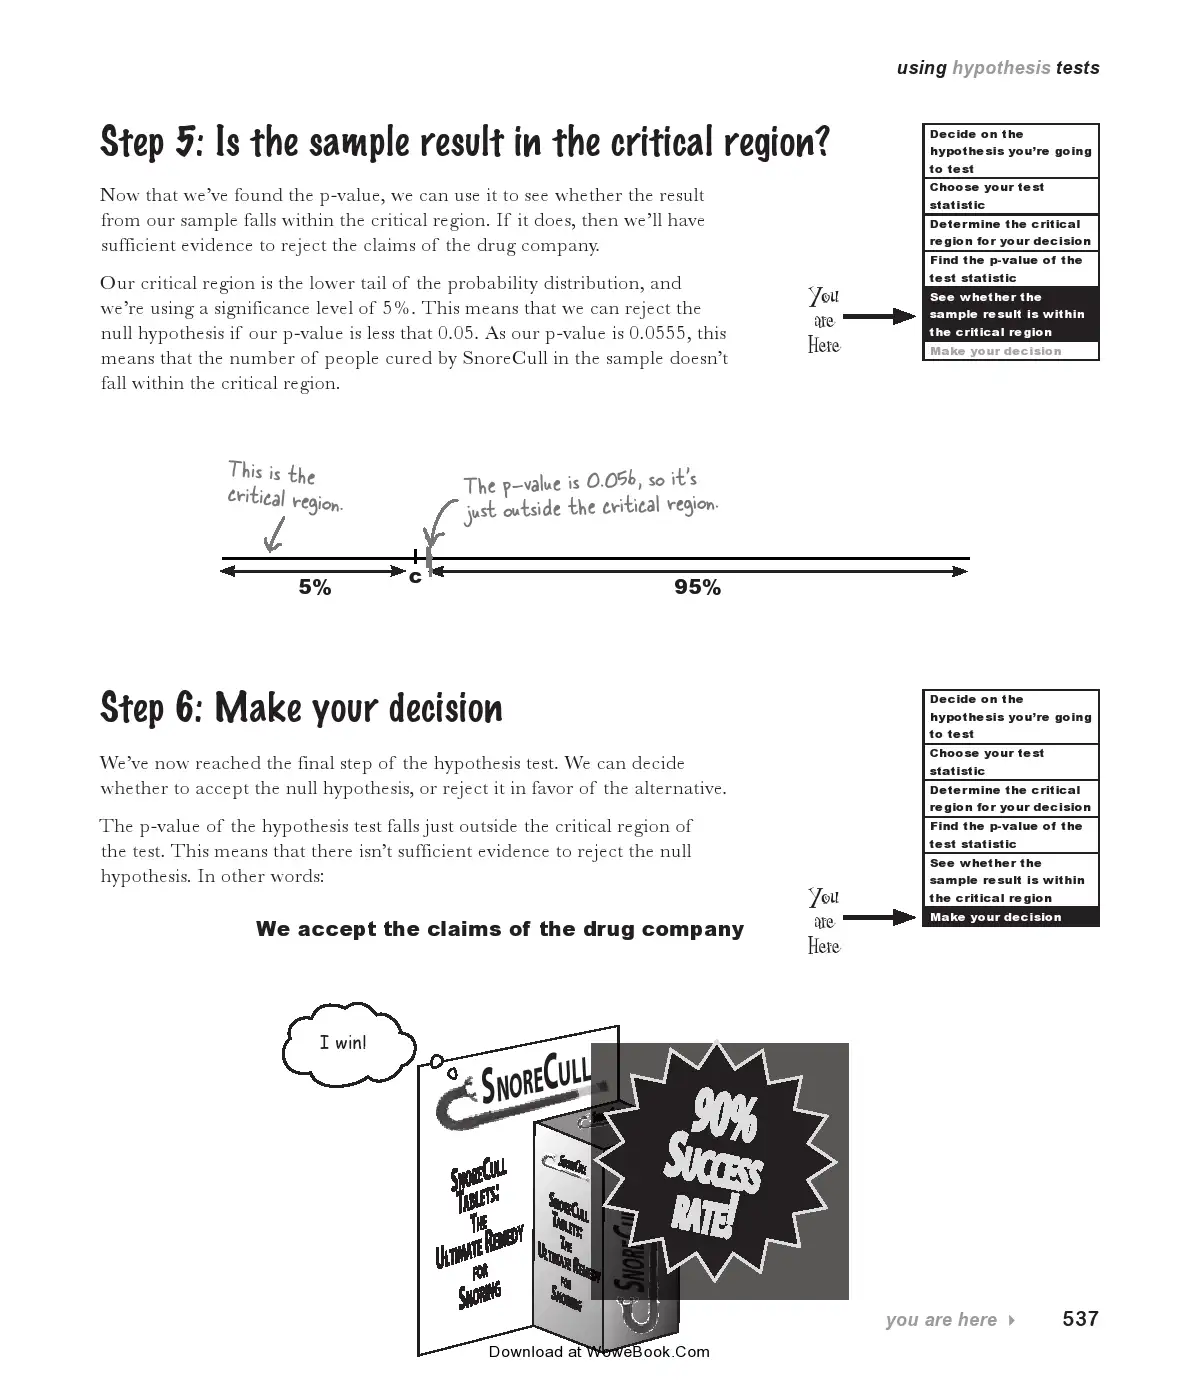 using hypothesis tests
Step 5: Is the sample result in the critical region?
Now that we’ve found the p-value, we can use it to see whether the result
from our sample falls within the critical region. If it does, then we’ll have
sufficient evidence to reject the claims of the drug company.
Our critical region is the lower tail of the probability distribution, and
we’re using a significance level of 5%. This means that we can reject the
null hypothesis if our p-value is less that 0.05. As our p-value is 0.0555, this
means that the number of people cured by SnoreCull in the sample doesn’t
fall within the critical region.
Decide on the
hypothesis you’re going
to test
Choose your test
statistic
Determine the critical
region for your decision
Find the p-value of the
test statistic
See whether the
sample result is within
the critical region
Make your decision
You
are
Here
This is the
critical region.
The p-value is 0.056, so it's
just outside the critical region.
5%
c
95%
Step 6: Make your decision
We’ve now reached the final step of the hypothesis test. We can decide
whether to accept the null hypothesis, or reject it in favor of the alternative.
The p-value of the hypothesis test falls just outside the critical region of
the test. This means that there isn’t sufficient evidence to reject the null
hypothesis. In other words:
We accept the claims of the drug company
Decide on the
hypothesis you’re going
to test
Choose your test
statistic
Determine the critical
region for your decision
Find the p-value of the
test statistic
See whether the
sample result is within
the critical region
Make your decision
You
are
Here
I win!
SNORECULL
SNORECULL
TABLETS:
THE
ULTIMATE REMEDY
FOR
SNORING
SNORECULL
SNORECULL
TABLETS:
THE
ULTIMATE REMEDY
FOR
SNORING
90%
SUCCESS
RATE!
you are here
537
Download at WoweBook.Com